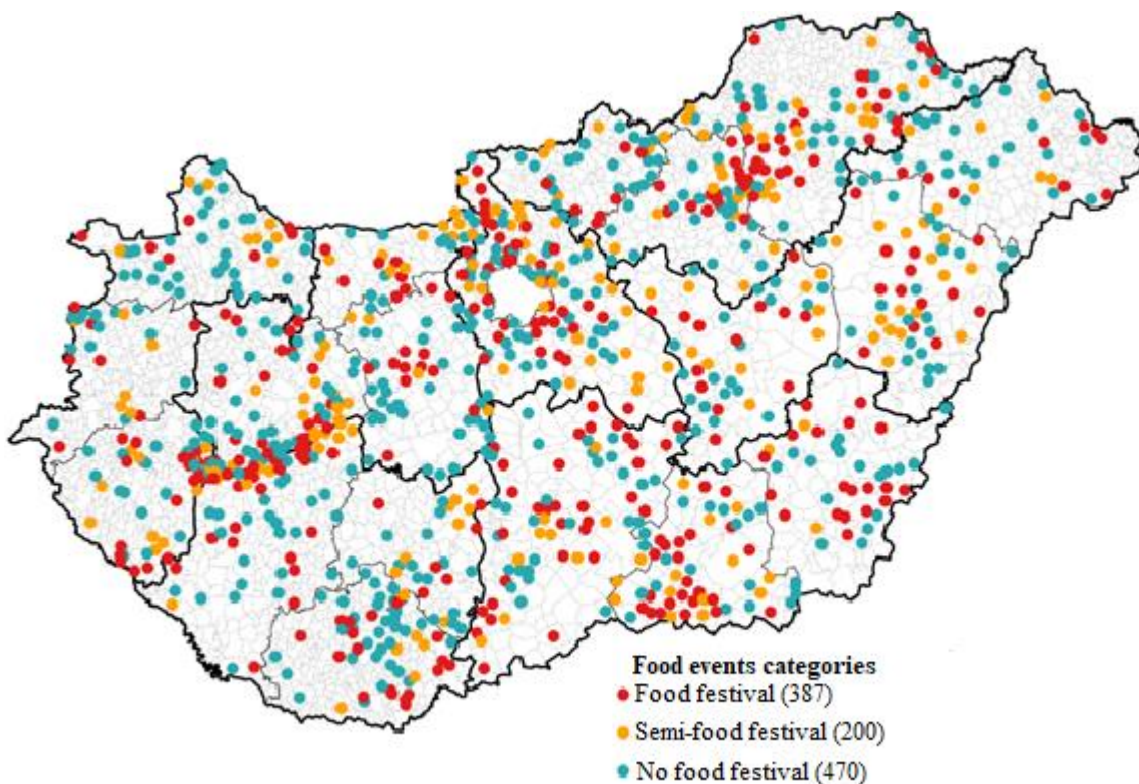 Food events categories
Food festival (387)
Semi-food festival (200)
No food festival (470)